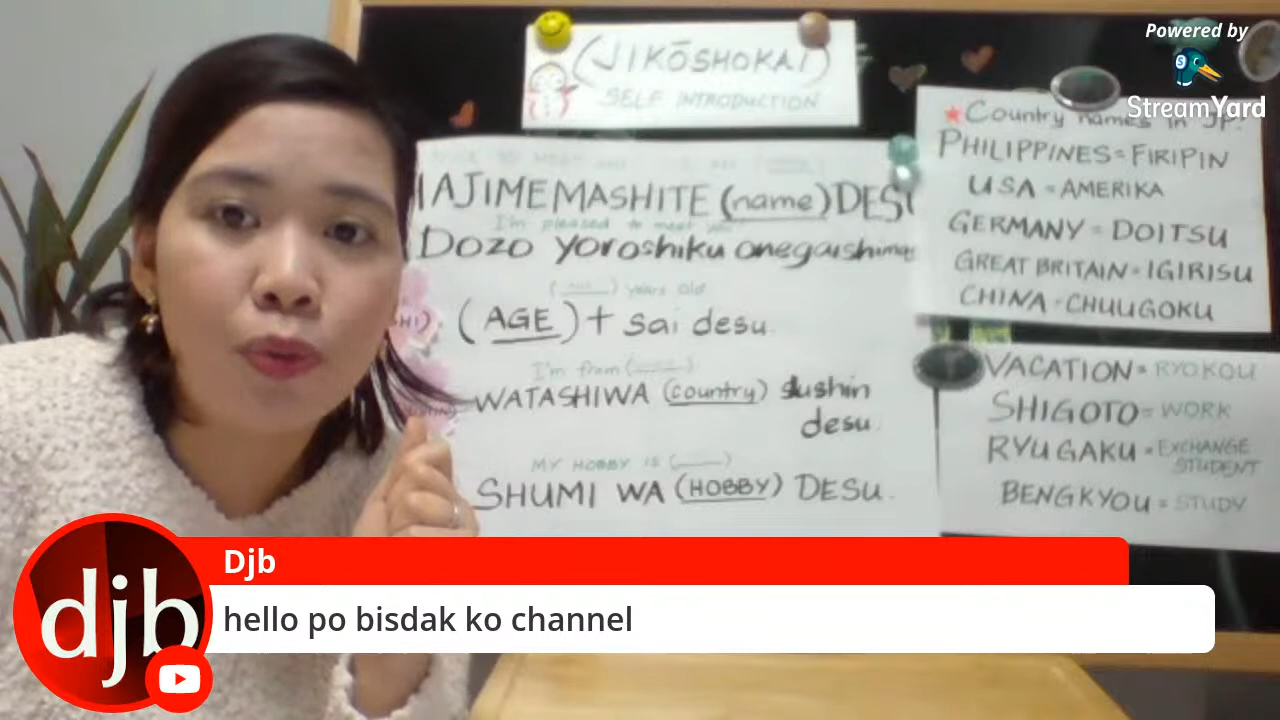 Powered by
StreamYard
(JIKŌSHOKAI)
SELF INTRODUCTION
HAJIMEMASHITE (name) DESU
I'm pleased to meet you
DOZO yoroshiku onegaishimas
years old
(AGE) + sai desu.
I'm from
WATASHIWA (country) shushin
desu.
MY HOBBY IS
SHUMI WA (HOBBY) DESU.
Country names in JP.
PHILIPPINES = FIRIPIN
USA = AMERIKA
GERMANY = DOITSU
GREAT BRITAIN = IGIRISU
CHINA = CHUUGOKU
VACATION = RYOKOU
SHIGOTO = WORK
RYUGAKU = EXCHANGE
STUDENT
BENGKYOU = STUDY
djb
Djb
hello po bisdak ko channel